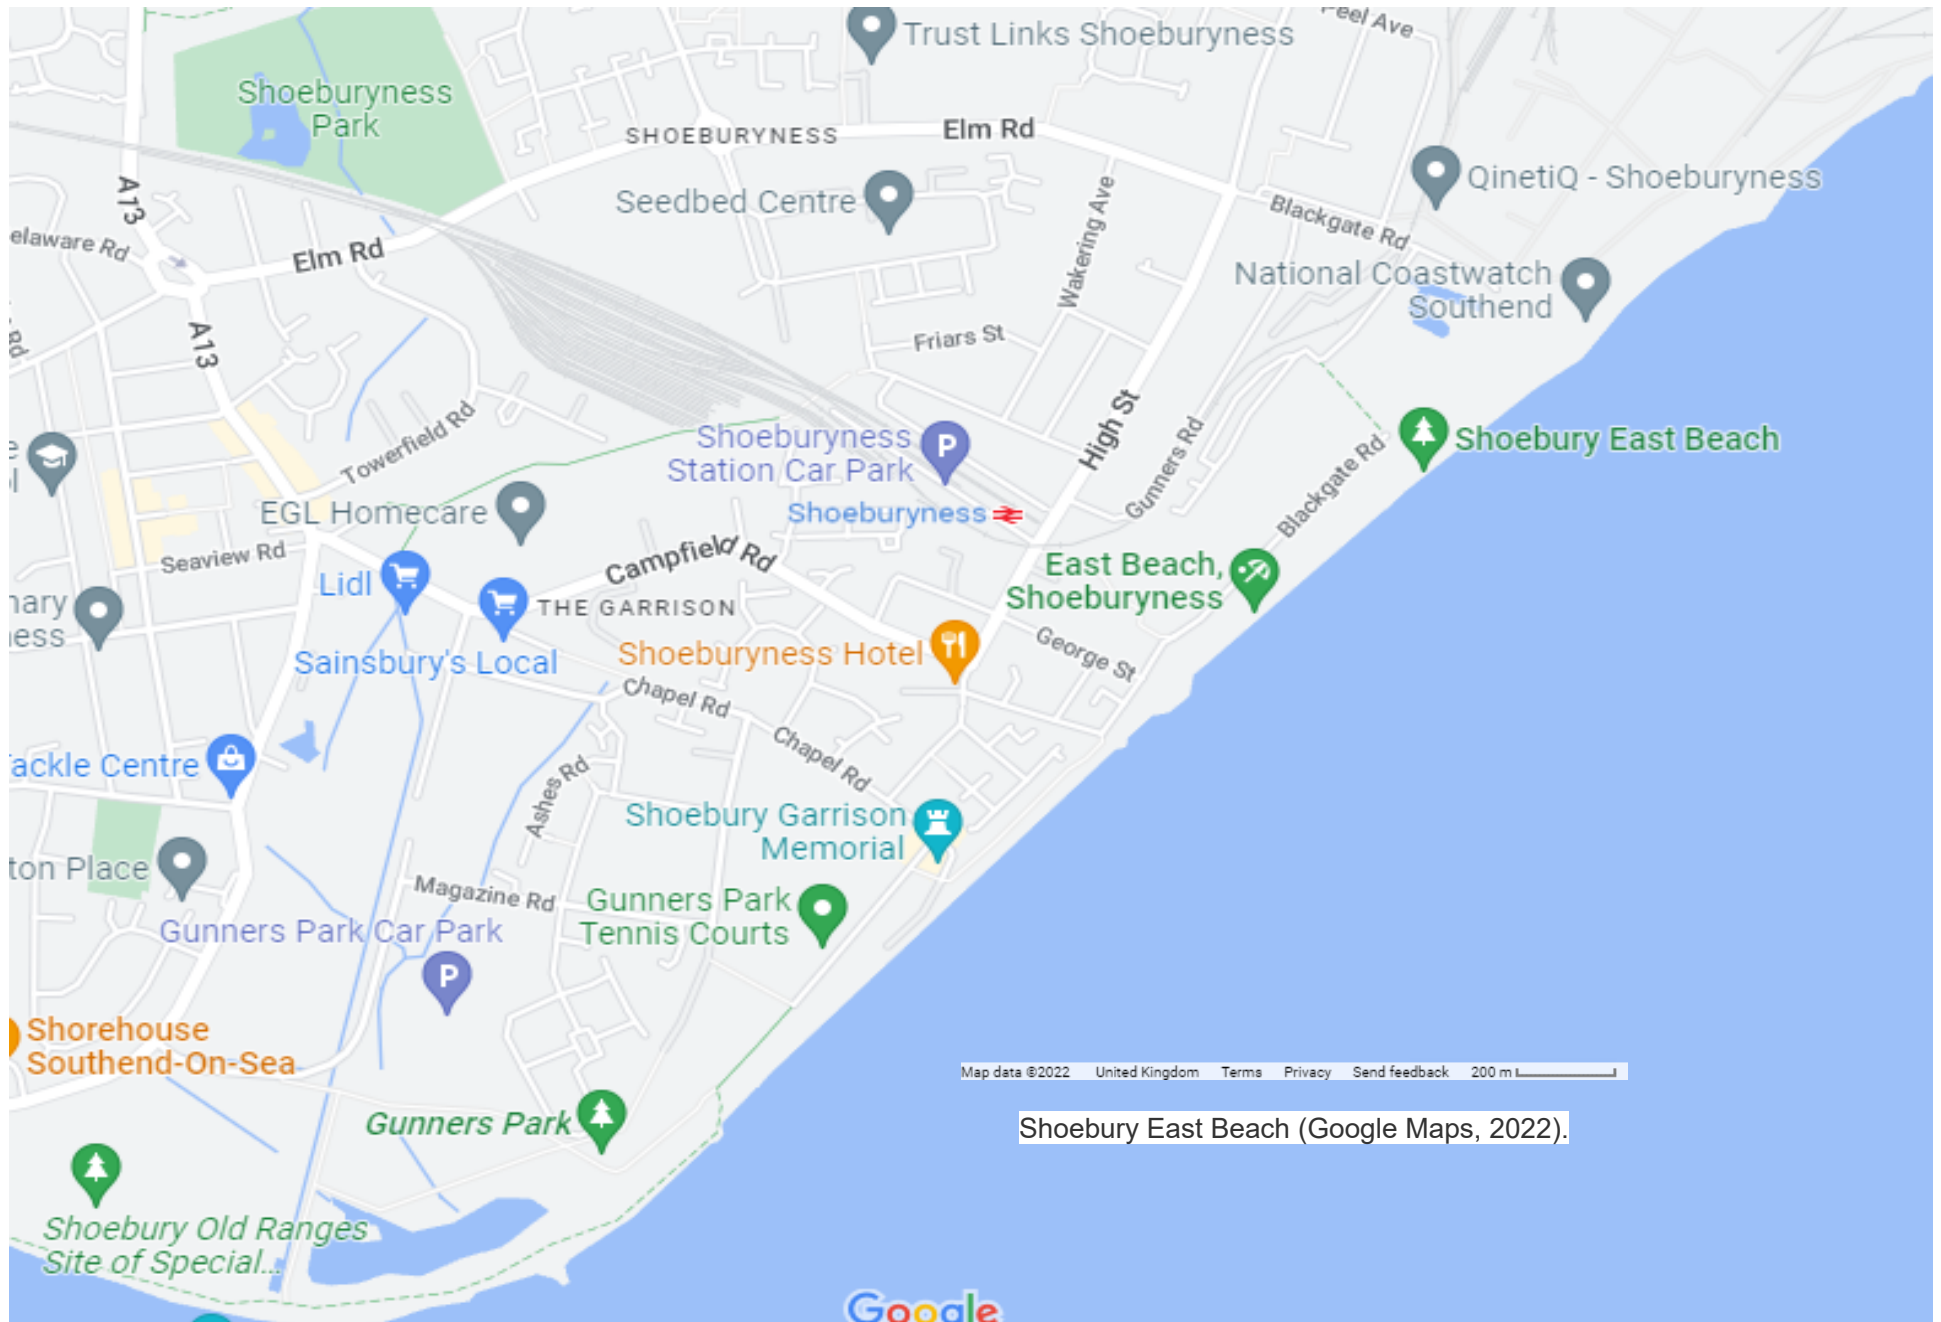 Peel Ave
Trust Links Shoeburyness
Shoeburyness
Park
SHOEBURYNESS
Elm Rd
A13
Seedbed Centre
Wakering Ave
QinetiQ - Shoeburyness
Blackgate Rd
elaware Rd
Elm Rd
National Coastwatch
Southend
A13
Rd
Friars St
High St
Towerfield Rd
Shoeburyness
Station Car Park
P
Gunners Rd
Shoebury East Beach
Blackgate Rd
EGL Homecare
Shoeburyness
Seaview Rd
Campfield Rd
Lidl
East Beach,
Shoeburyness
nary
ness
THE GARRISON
Sainsbury's Local
Shoeburyness Hotel
George St
Chapel Rd
Chapel Rd
ackle Centre
Ashes Rd
Shoebury Garrison
Memorial
ton Place
Magazine Rd
Gunners Park
Tennis Courts
Gunners Park Car Park
P
Shorehouse
Southend-On-Sea
Map data ©2022 United Kingdom Terms Privacy Send feedback 200 m
Gunners Park
Shoebury East Beach (Google Maps, 2022).
Shoebury Old Ranges
Site of Special...
Google